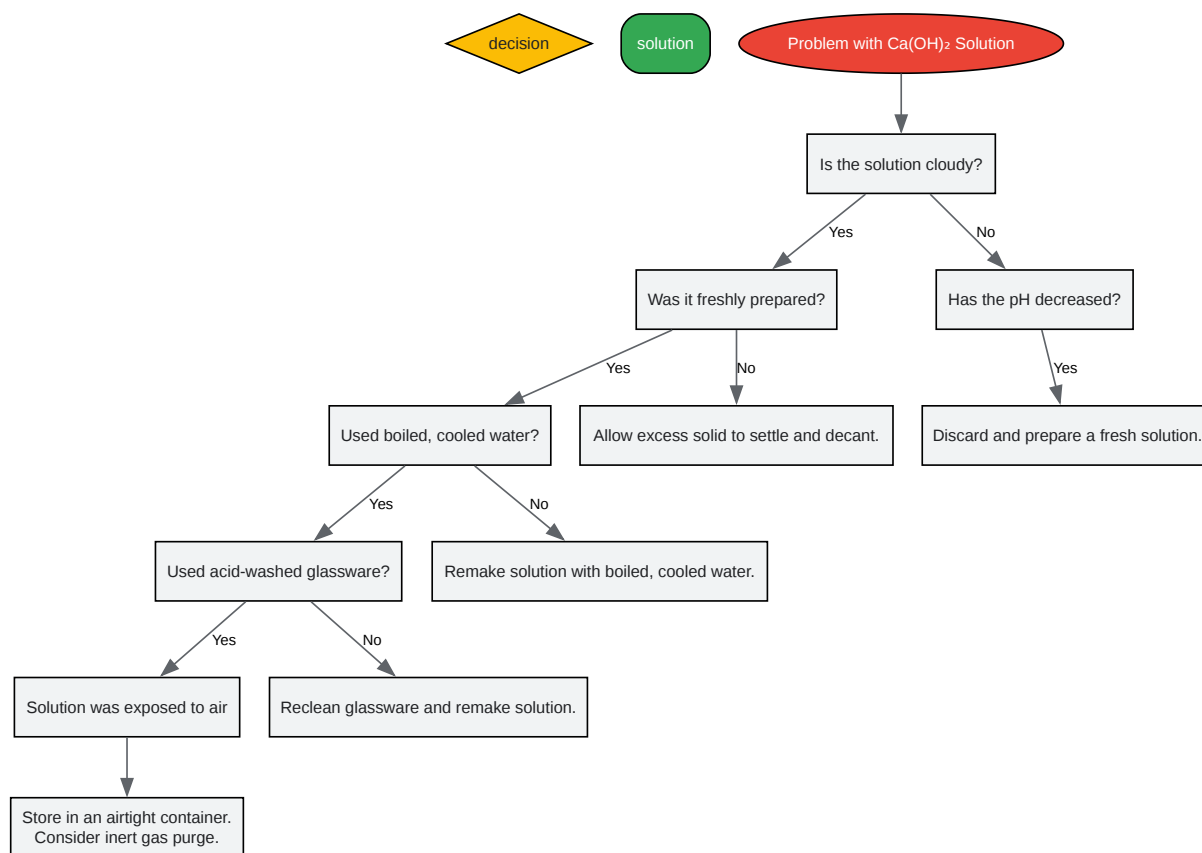 decision
solution
Problem with Ca(OH)₂ Solution
Is the solution cloudy?
Yes
No
Was it freshly prepared?
Has the pH decreased?
Yes
No
Yes
Used boiled, cooled water?
Allow excess solid to settle and decant.
Discard and prepare a fresh solution.
Yes
No
Used acid-washed glassware?
Remake solution with boiled, cooled water.
Yes
No
Solution was exposed to air
Reclean glassware and remake solution.
Store in an airtight container.
Consider inert gas purge.